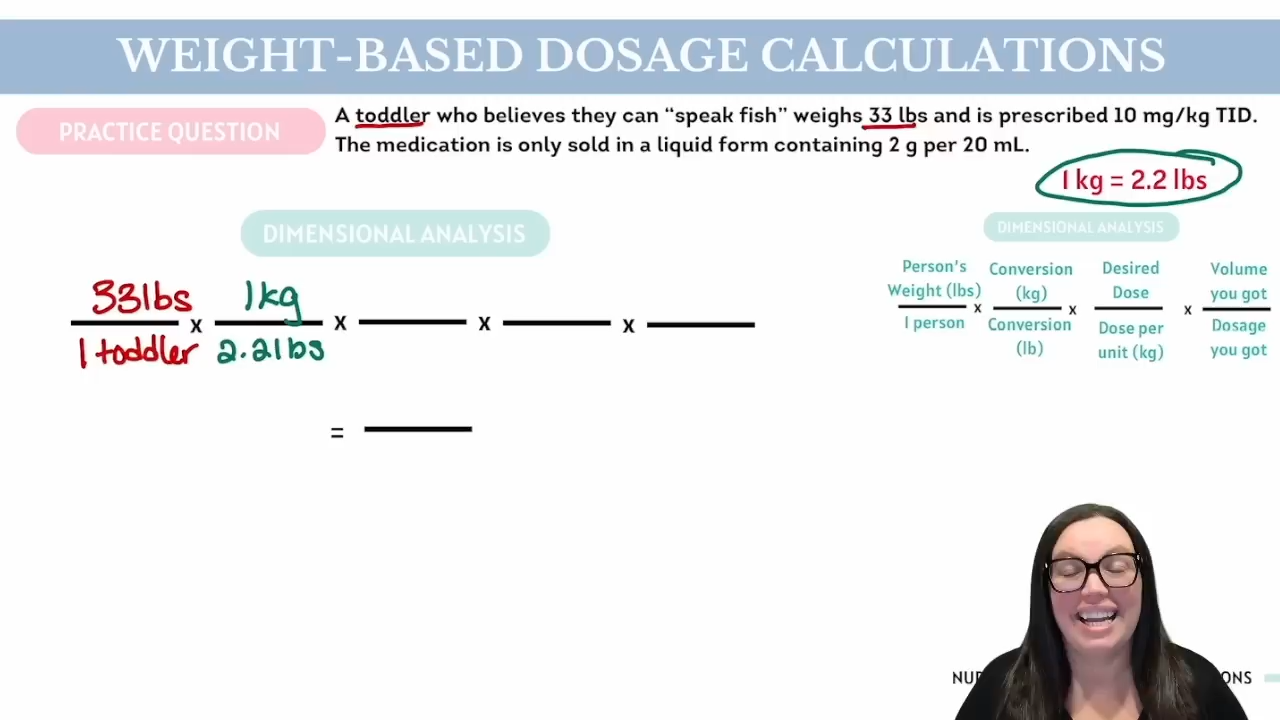 WEIGHT-BASED DOSAGE CALCULATIONS
PRACTICE QUESTION
A toddler who believes they can “speak fish” weighs 33 lbs and is prescribed 10 mg/kg TID.
The medication is only sold in a liquid form containing 2 g per 20 mL.
1 kg = 2.2 lbs
DIMENSIONAL ANALYSIS
33lbs x 1kg x x x
1 toddler 2.2lbs
=
DIMENSIONAL ANALYSIS
Person's Conversion Desired Volume
Weight (lbs) (kg) Dose you got
x x x
1 person Conversion Dose per Dosage
(lb) unit (kg) you got